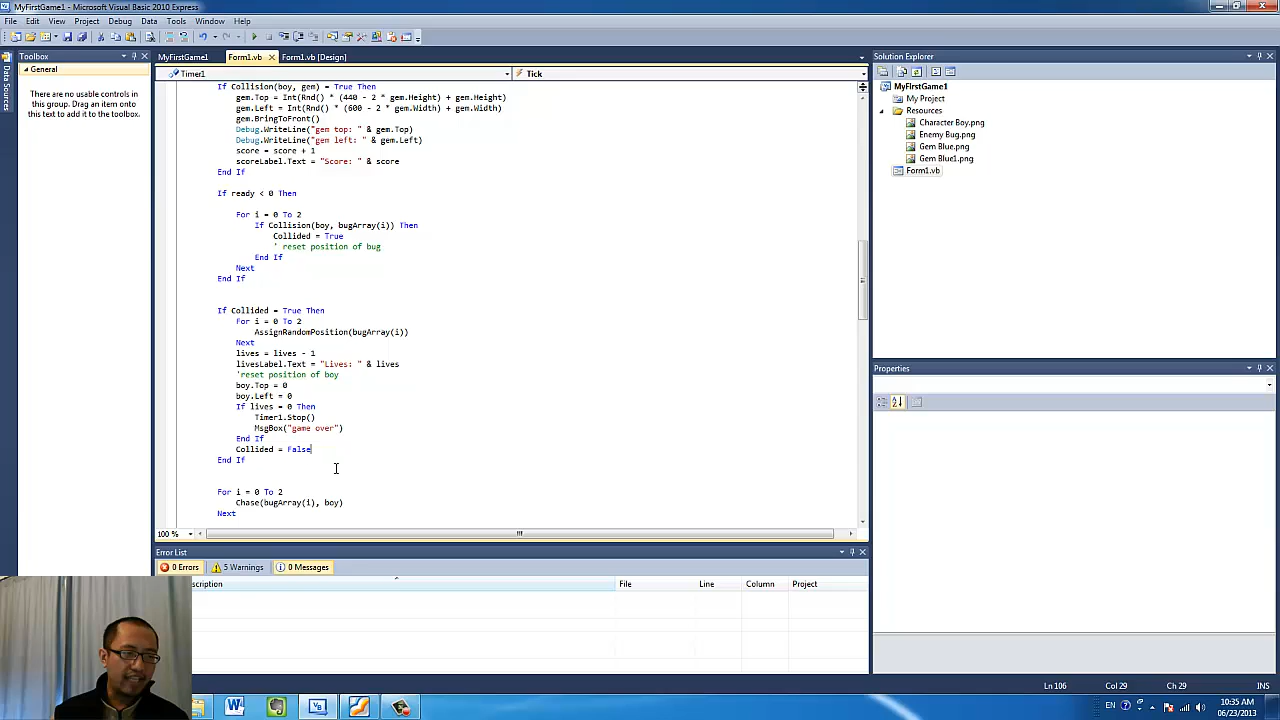 MyFirstGame1 - Microsoft Visual Basic 2010 Express
File Edit View Project Debug Data Tools Window Help
Toolbox
General
There are no usable controls in
this group. Drag an item onto
this text to add it to the toolbox.
Data Sources
MyFirstGame1 Form1.vb Form1.vb [Design]
Timer1 Tick
If Collision(boy, gem) = True Then
gem.Top = Int(Rnd() * (440 - 2 * gem.Height) + gem.Height)
gem.Left = Int(Rnd() * (600 - 2 * gem.Width) + gem.Width)
gem.BringToFront()
Debug.WriteLine("gem top: " & gem.Top)
Debug.WriteLine("gem left: " & gem.Left)
score = score + 1
scoreLabel.Text = "Score: " & score
End If
If ready < 0 Then
For i = 0 To 2
If Collision(boy, bugArray(i)) Then
Collided = True
' reset position of bug
End If
Next
End If
If Collided = True Then
For i = 0 To 2
AssignRandomPosition(bugArray(i))
Next
lives = lives - 1
livesLabel.Text = "Lives: " & lives
'reset position of boy
boy.Top = 0
boy.Left = 0
If lives = 0 Then
Timer1.Stop()
MsgBox("game over")
End If
Collided = False
End If
For i = 0 To 2
Chase(bugArray(i), boy)
Next
100 %
Error List
0 Errors 5 Warnings 0 Messages
scription File Line Column Project
Solution Explorer
MyFirstGame1
My Project
Resources
Character Boy.png
Enemy Bug.png
Gem Blue.png
Gem Blue1.png
Form1.vb
Properties
Ln 106 Col 29 Ch 29 INS
EN 10:35 AM
06/23/2013